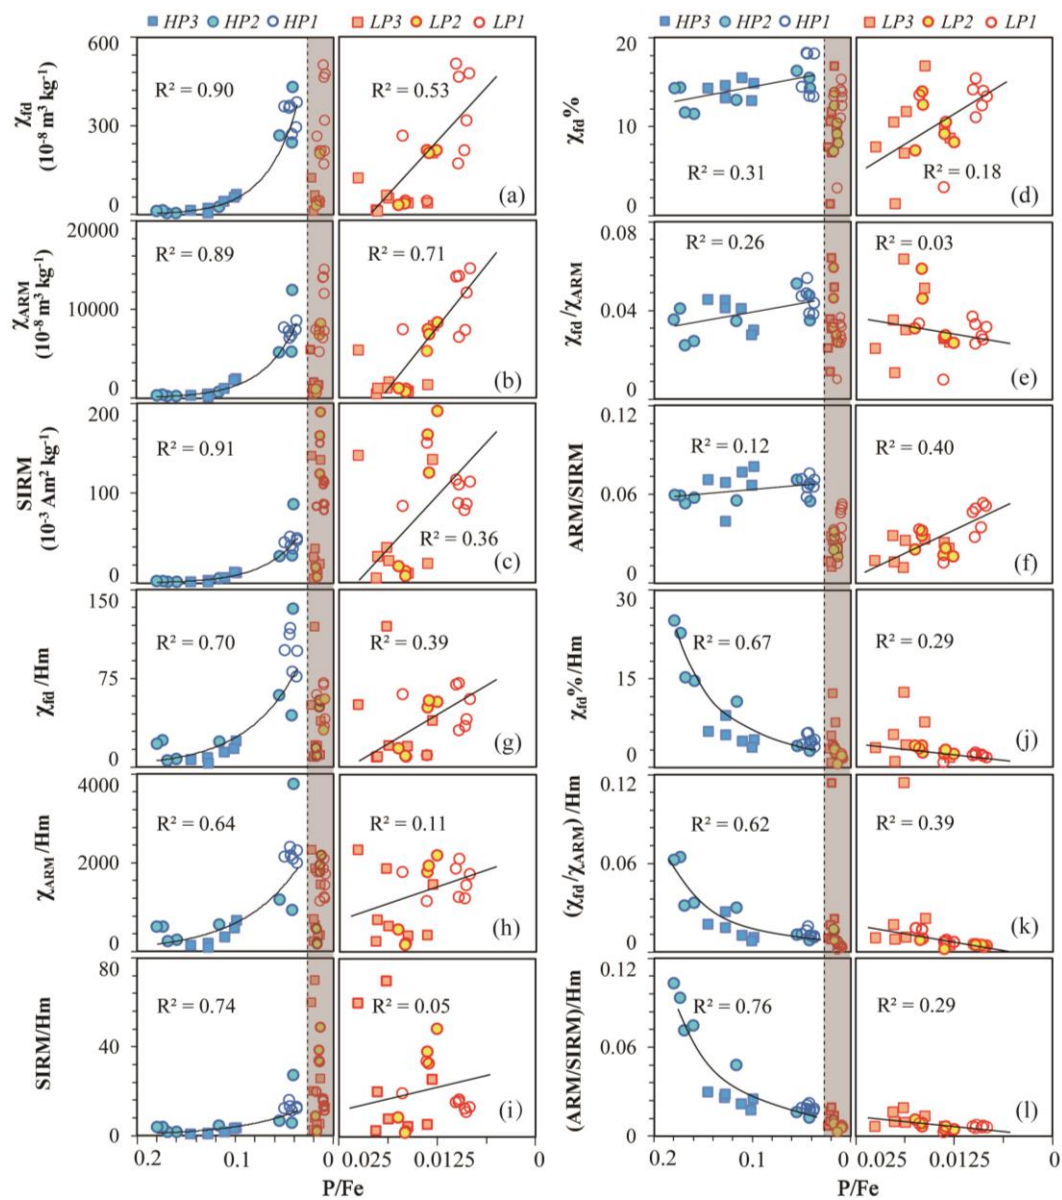 HP3 HP2 HP1 LP3 LP2 LP1
HP3 HP2 HP1 LP3 LP2 LP1
600
300
0
χfd
(10⁻⁸ m³ kg⁻¹)
R² = 0.90
R² = 0.53
(a)
20
10
0
χfd%
R² = 0.31
R² = 0.18
(d)
20000
10000
0
χARM
(10⁻⁸ m³ kg⁻¹)
R² = 0.89
R² = 0.71
(b)
0.08
0.04
0
χfd/χARM
R² = 0.26
R² = 0.03
(e)
200
100
0
SIRM
(10⁻³ Am² kg⁻¹)
R² = 0.91
R² = 0.36
(c)
0.12
0.06
0
ARM/SIRM
R² = 0.12
R² = 0.40
(f)
150
75
0
χfd /Hm
R² = 0.70
R² = 0.39
(g)
30
15
0
χfd% /Hm
R² = 0.67
R² = 0.29
(j)
4000
2000
0
χARM /Hm
R² = 0.64
R² = 0.11
(h)
0.12
0.06
0
(χfd/χARM) /Hm
R² = 0.62
R² = 0.39
(k)
80
40
0
SIRM/Hm
R² = 0.74
R² = 0.05
(i)
0.12
0.06
0
(ARM/SIRM)/Hm
R² = 0.76
R² = 0.29
(l)
0.2 0.1 0 0.025 0.0125 0
P/Fe
0.2 0.1 0 0.025 0.0125 0
P/Fe